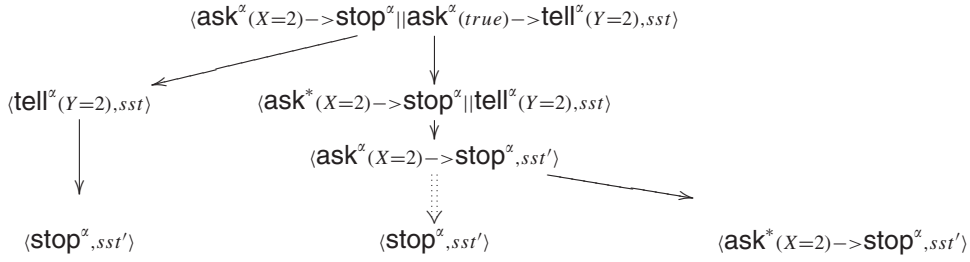 ⟨ask^α(X=2)−>stop^α||ask^α(true)−>tell^α(Y=2),sst⟩
⟨tell^α(Y=2),sst⟩ ⟨ask^*(X=2)−>stop^α||tell^α(Y=2),sst⟩
⟨ask^α(X=2)−>stop^α,sst′⟩
⟨stop^α,sst′⟩ ⟨stop^α,sst′⟩ ⟨ask^*(X=2)−>stop^α,sst′⟩